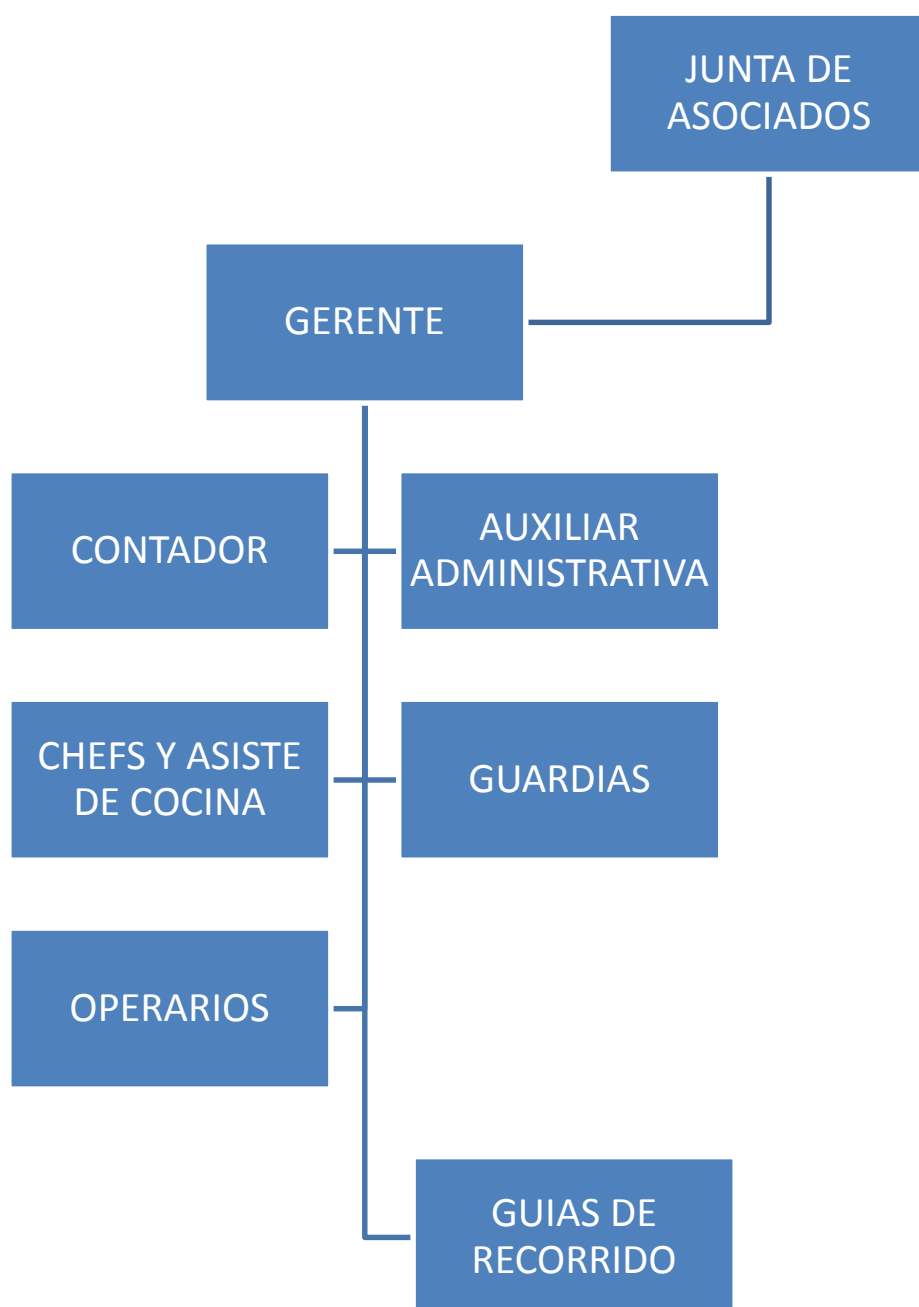 JUNTA DE
ASOCIADOS
GERENTE
CONTADOR
AUXILIAR
ADMINISTRATIVA
CHEFS Y ASISTE
DE COCINA
GUARDIAS
OPERARIOS
GUIAS DE
RECORRIDO